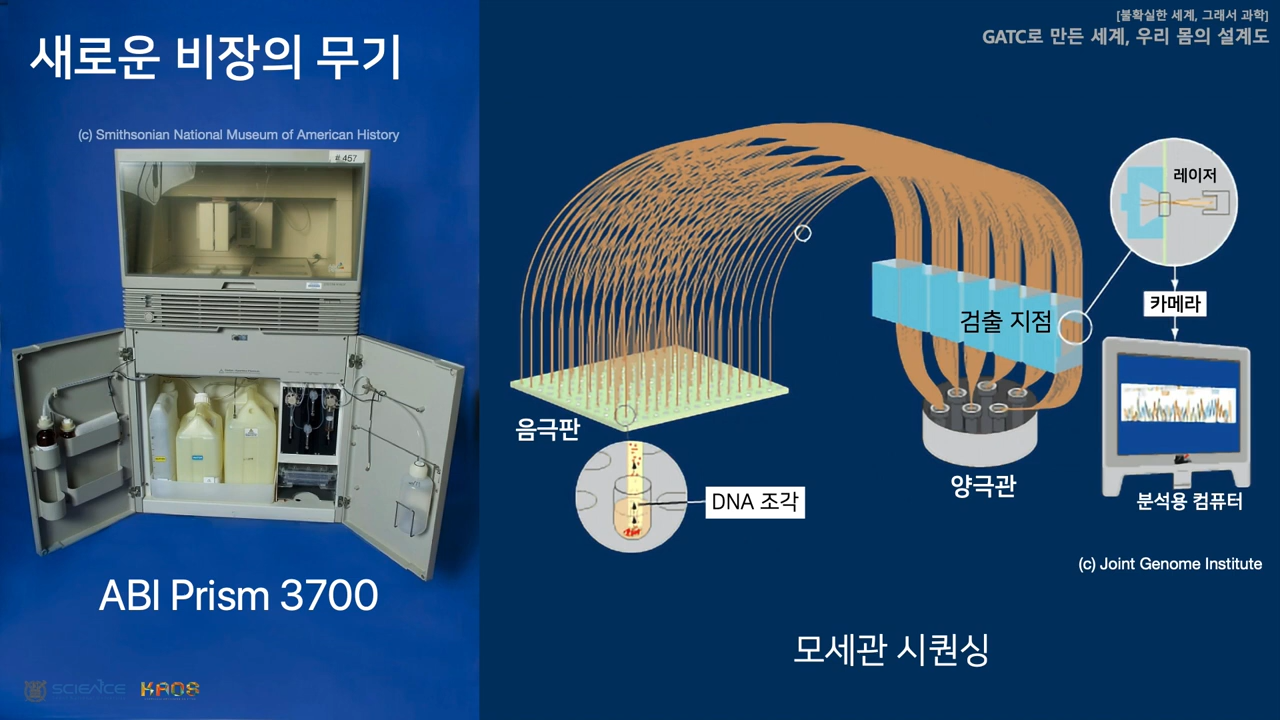 새로운 비장의 무기
(c) Smithsonian National Museum of American History
# 457
ABI Prism 3700
SCIENCE KAOS
[불확실한 세계, 그래서 과학]
GATC로 만든 세계, 우리 몸의 설계도
레이저
카메라
검출 지점
음극판
양극관
DNA 조각
분석용 컴퓨터
(c) Joint Genome Institute
모세관 시퀀싱